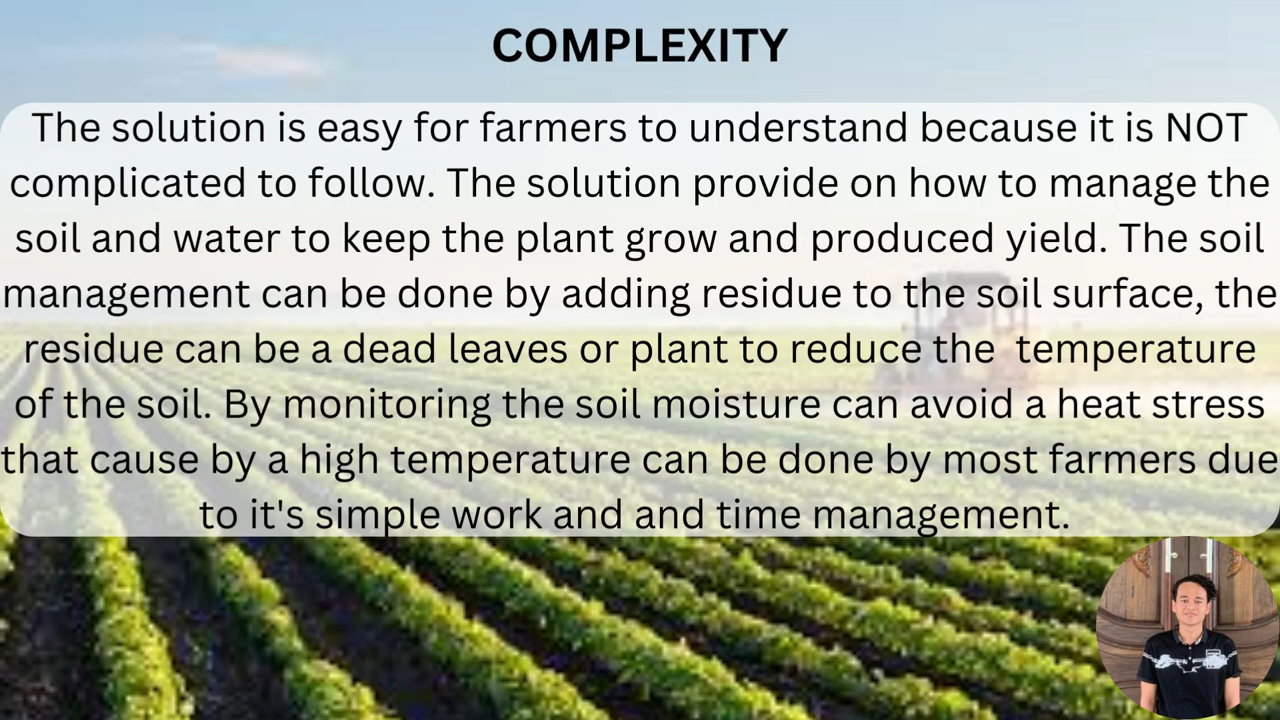 COMPLEXITY
The solution is easy for farmers to understand because it is NOT
complicated to follow. The solution provide on how to manage the
soil and water to keep the plant grow and produced yield. The soil
management can be done by adding residue to the soil surface, the
residue can be a dead leaves or plant to reduce the  temperature
of the soil. By monitoring the soil moisture can avoid a heat stress
that cause by a high temperature can be done by most farmers due
to it's simple work and and time management.